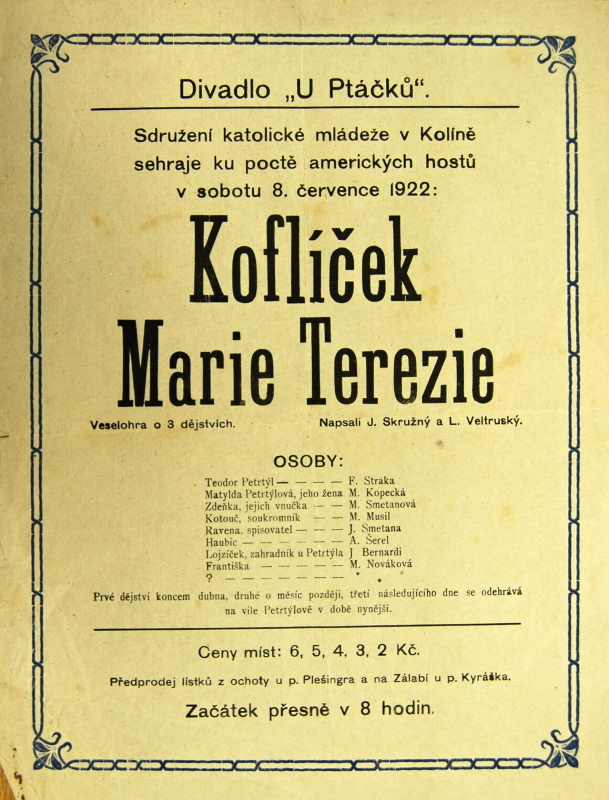 Divadlo „U Ptáčků“.
Sdružení katolické mládeže v Kolíně
sehraje ku poctě amerických hostů
v sobotu 8. července 1922:
Koflíček
Marie Terezie
Veselohra o 3 dějstvích. Napsali J. Skružný a L. Veltruský.
OSOBY:
Teodor Petrtýl — — — — F. Straka
Matylda Petrtýlová, jeho žena M. Kopecká
Zdeňka, jejich vnučka — — M. Smetanová
Kotouč, soukromník — — M. Musil
Ravena, spisovatel — — — J. Smetana
Haubic — — — — — — A. Šerel
Lojzíček, zahradník u Petrtýla J Bernardi
Františka — — — — — M. Nováková
? — — — — — — — * * *
Prvé dějství koncem dubna, druhé o měsíc později, třetí následujícího dne se odehrává
na vile Petrtýlově v době nynější.
Ceny míst: 6, 5, 4, 3, 2 Kč.
Předprodej lístků z ochoty u p. Plešingra a na Zálabí u p. Kyráška.
Začátek přesně v 8 hodin.